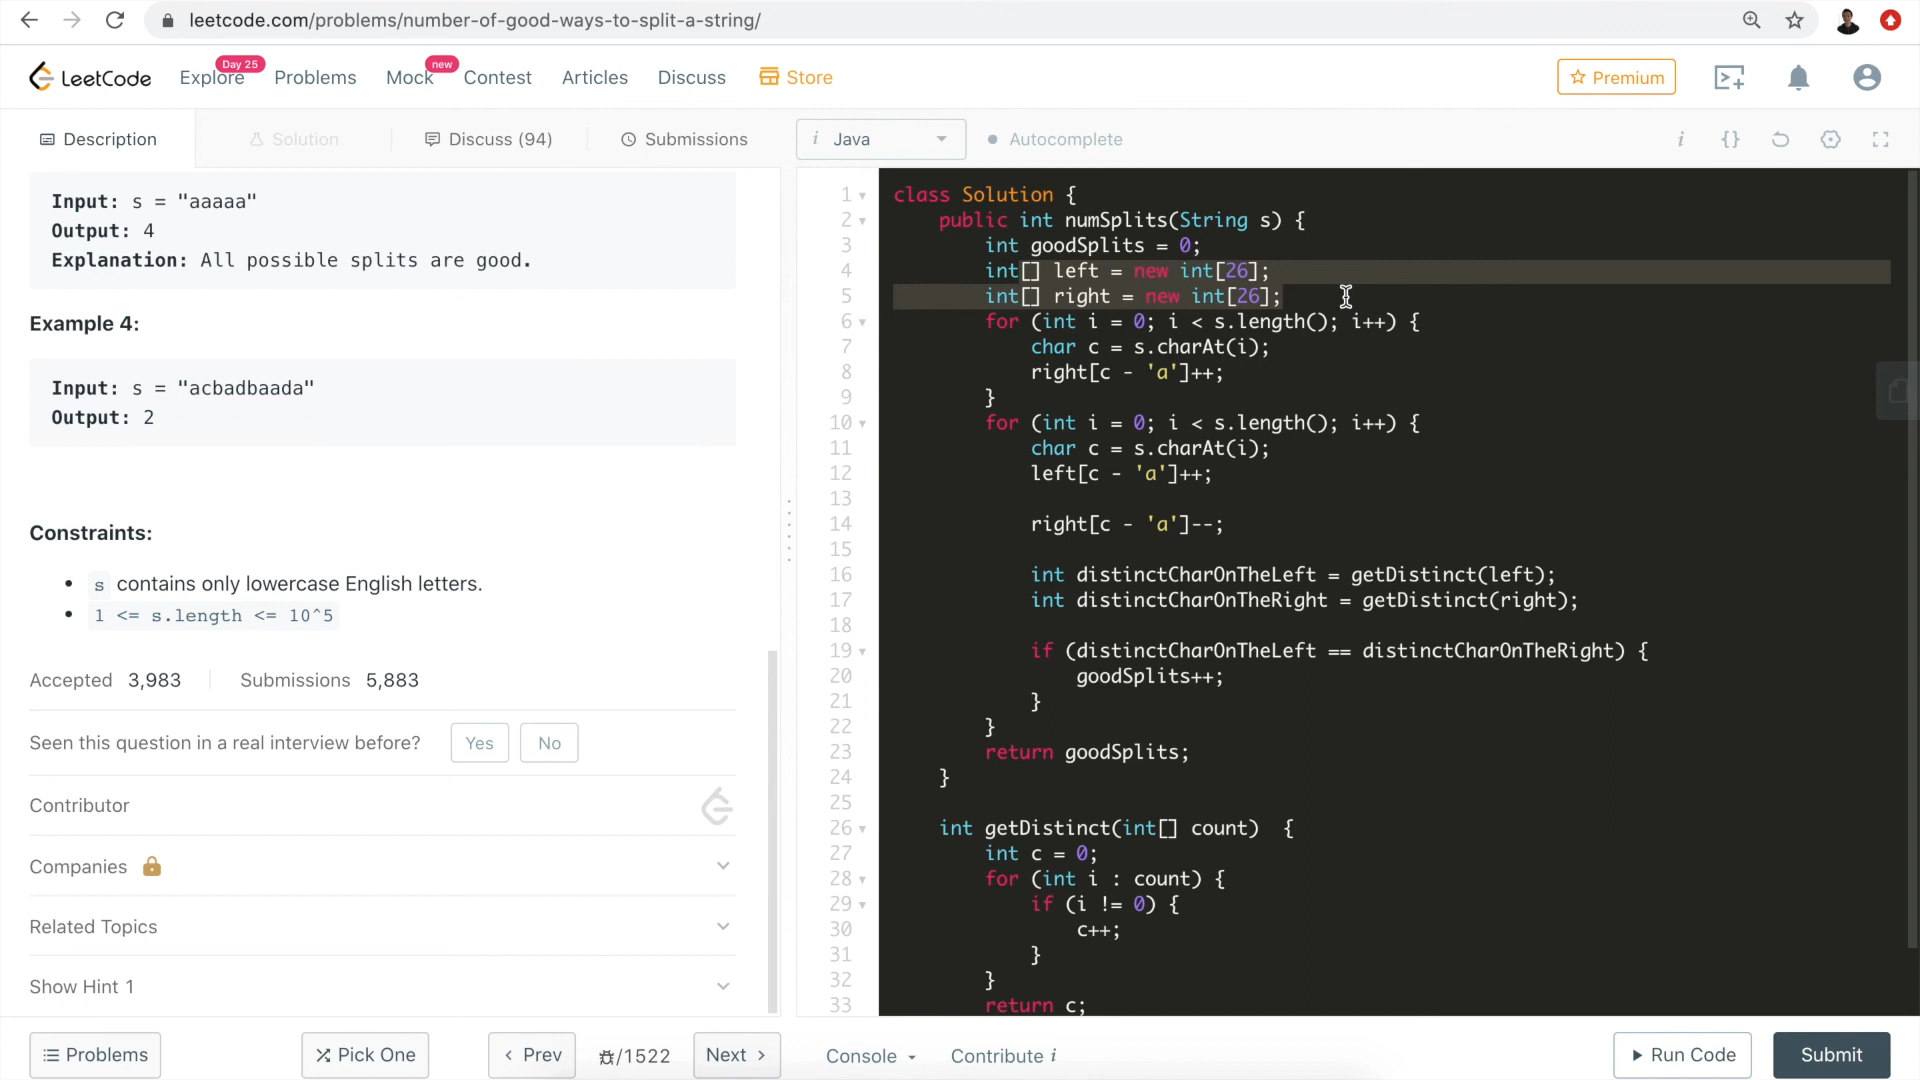 leetcode.com/problems/number-of-good-ways-to-split-a-string/
LeetCode
Explore
Day 25
Problems
Mock
new
Contest
Articles
Discuss
Store
Premium
Description
Solution
Discuss (94)
Submissions
i Java
Autocomplete
i
{}
Input: s = "aaaaa"
Output: 4
Explanation: All possible splits are good.
Example 4:
Input: s = "acbadbaada"
Output: 2
Constraints:
s contains only lowercase English letters.
1 <= s.length <= 10^5
Accepted 3,983
Submissions 5,883
Seen this question in a real interview before?
Yes
No
Contributor
Companies
Related Topics
Show Hint 1
1 class Solution {
2 public int numSplits(String s) {
3 int goodSplits = 0;
4 int[] left = new int[26];
5 int[] right = new int[26];
6 for (int i = 0; i < s.length(); i++) {
7 char c = s.charAt(i);
8 right[c - 'a']++;
9 }
10 for (int i = 0; i < s.length(); i++) {
11 char c = s.charAt(i);
12 left[c - 'a']++;
13
14 right[c - 'a']--;
15
16 int distinctCharOnTheLeft = getDistinct(left);
17 int distinctCharOnTheRight = getDistinct(right);
18
19 if (distinctCharOnTheLeft == distinctCharOnTheRight) {
20 goodSplits++;
21 }
22 }
23 return goodSplits;
24 }
25
26 int getDistinct(int[] count)  {
27 int c = 0;
28 for (int i : count) {
29 if (i != 0) {
30 c++;
31 }
32 }
33 return c;
Problems
Pick One
< Prev
/1522
Next >
Console
Contribute i
Run Code
Submit